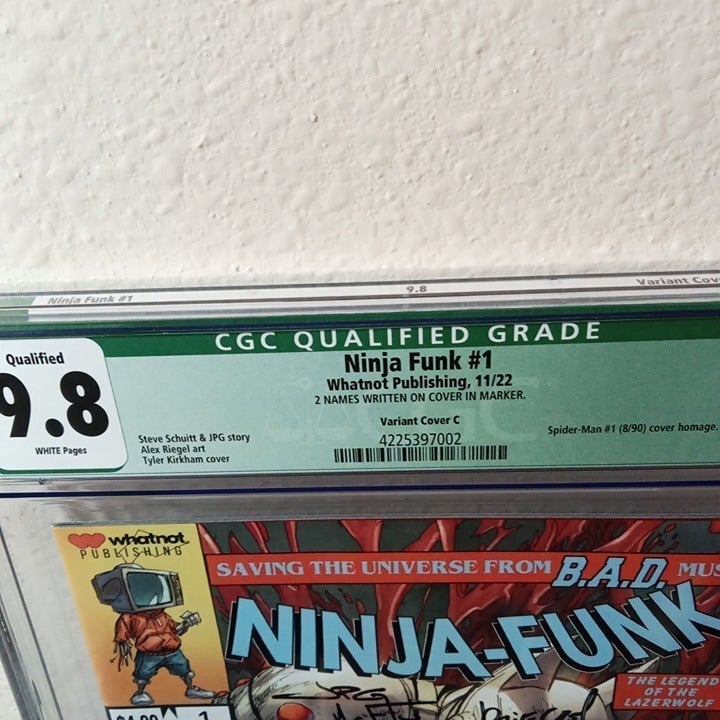 Ninja Funk #1 9.8 Variant Cov
CGC QUALIFIED GRADE
Qualified
9.8
WHITE Pages
Ninja Funk #1
Whatnot Publishing, 11/22
2 NAMES WRITTEN ON COVER IN MARKER.
Variant Cover C
4225397002
Steve Schuitt & JPG story
Alex Riegel art
Tyler Kirkham cover
Spider-Man #1 (8/90) cover homage.
whatnot
PUBLISHING
SAVING THE UNIVERSE FROM B.A.D. MUS
NINJA-FUNK
THE LEGEND
OF THE
LAZERWOLF
JPG
1